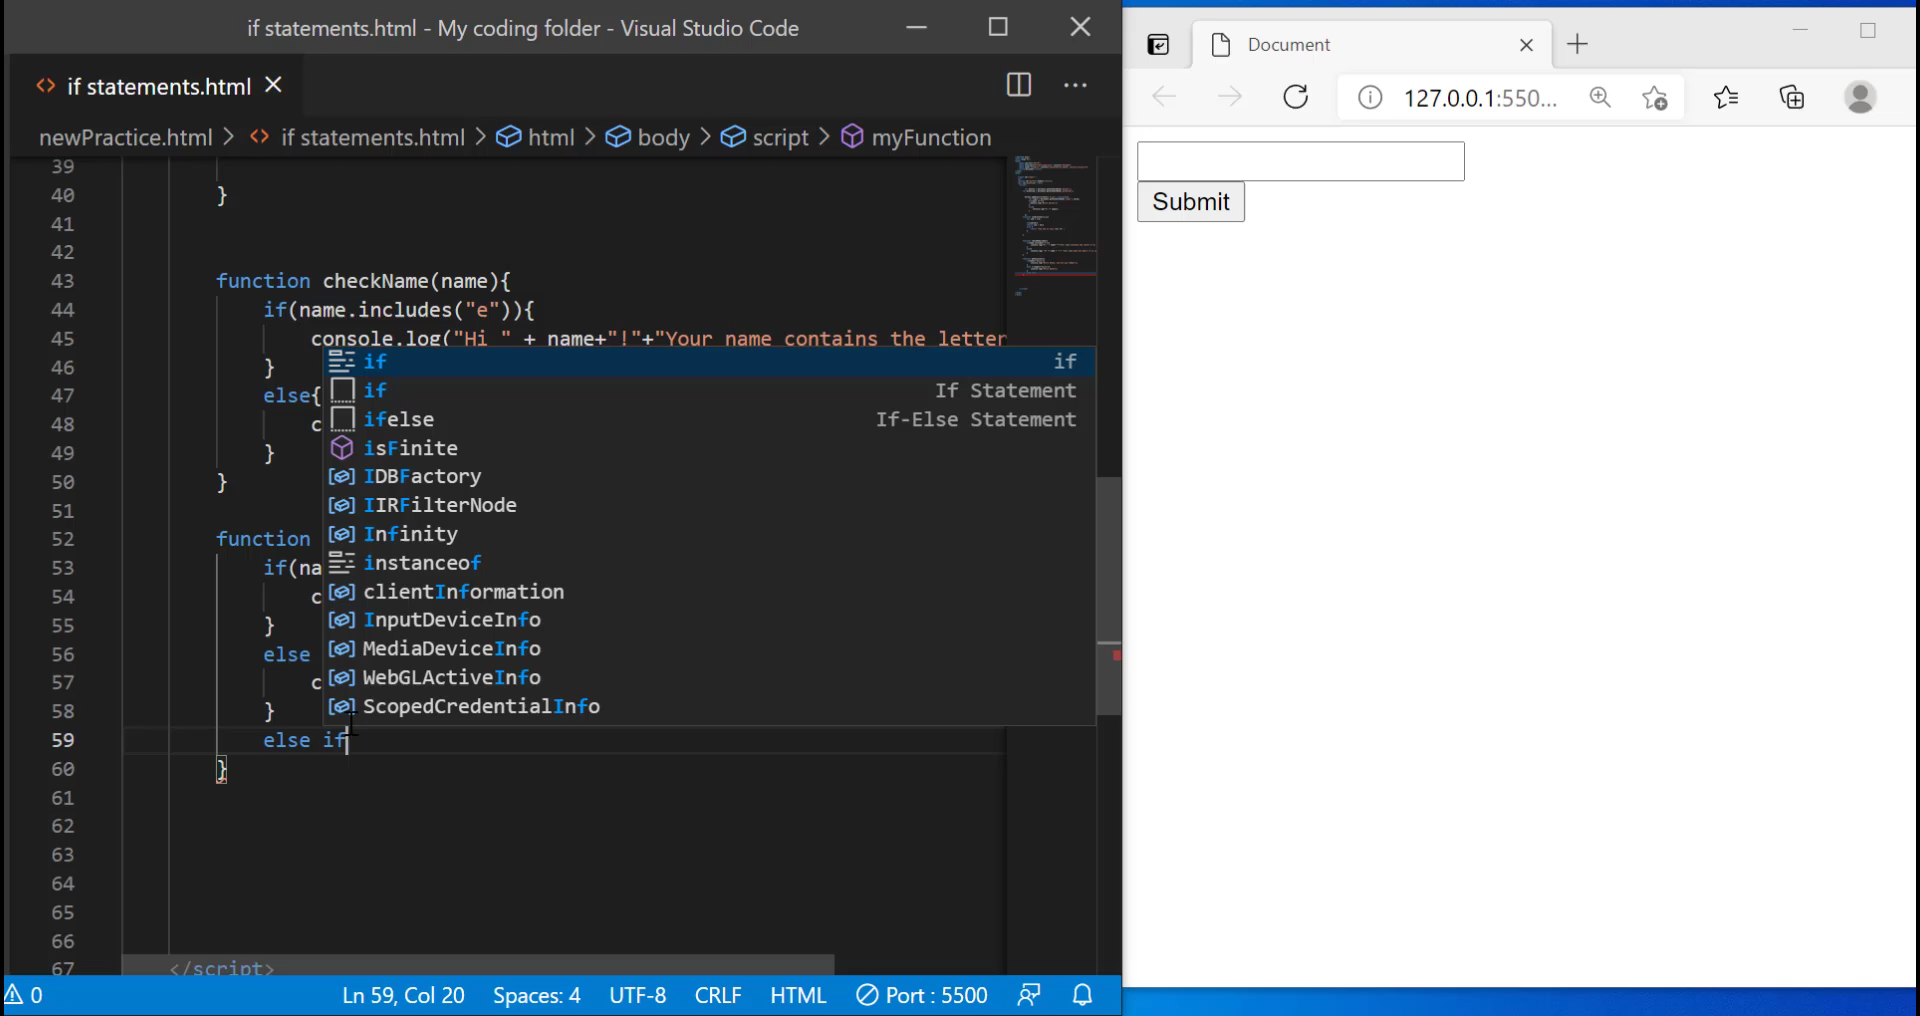 if statements.html - My coding folder - Visual Studio Code
if statements.html
newPractice.html > if statements.html > html > body > script > myFunction
39
40 }
41
42
43 function checkName(name){
44 if(name.includes("e")){
45 console.log("Hi " + name+"!"+"Your name contains the letter
46 }
47 else{
48 c
49 }
50 }
51
52 function
53 if(na
54 c
55 }
56 else
57 c
58 }
59 else if
60 }
61
62
63
64
65
66
67 </script>
if if
if If Statement
ifelse If-Else Statement
isFinite
IDBFactory
IIRFilterNode
Infinity
instanceof
clientInformation
InputDeviceInfo
MediaDeviceInfo
WebGLActiveInfo
ScopedCredentialInfo
0 Ln 59, Col 20 Spaces: 4 UTF-8 CRLF HTML Port : 5500
Document
127.0.0.1:550...
Submit